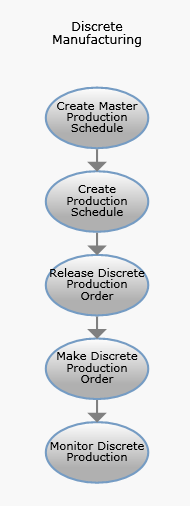 Discrete
Manufacturing
Create Master
Production
Schedule
Create
Production
Schedule
Release Discrete
Production
Order
Make Discrete
Production
Order
Monitor Discrete
Production